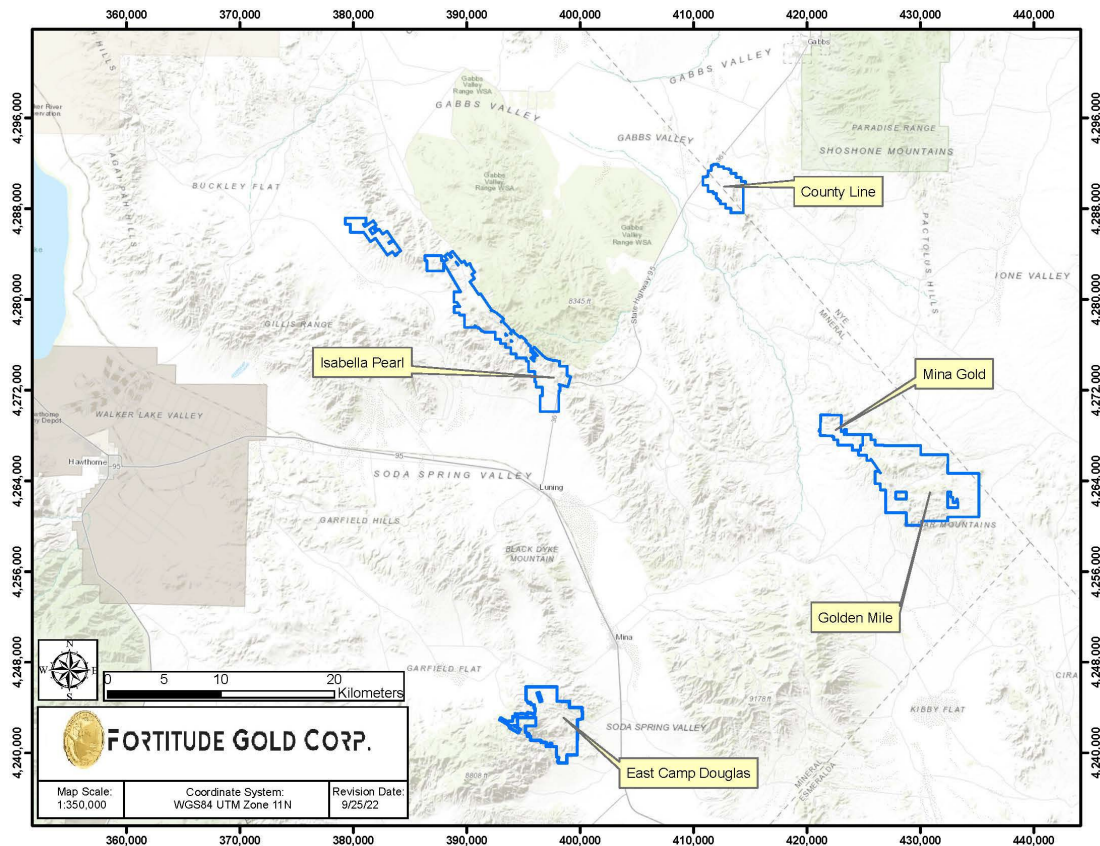 360,000 370,000 380,000 390,000 400,000 410,000 420,000 430,000 440,000
Gabbs
GABBS VALLEY
Gabbs
Valley
Range WSA
GABBS VALLEY
4,296,000
4,296,000
PARADISE RANGE
GABBS VALLEY
SHOSHONE MOUNTAINS
BUCKLEY FLAT
Gabbs
Valley
Range WSA
County Line
4,288,000
4,288,000
Gabbs
Valley
Range WSA
PACTOLUS HILLS
IONE VALLEY
State Highway 95
4,280,000
4,280,000
8345 ft
GILLIS RANGE
NYE
MINERAL
Isabella Pearl
Mina Gold
4,272,000
4,272,000
WALKER LAKE VALLEY
Hawthorne
95
95
SODA SPRING VALLEY
4,264,000
4,264,000
Luning
GARFIELD HILLS
MOUNTAINS
BLACK DYKE
MOUNTAIN
4,256,000
4,256,000
Golden Mile
Mina
4,248,000
4,248,000
GARFIELD FLAT
N
W E
S
0 5 10 20
Kilometers
9178 ft
KIBBY FLAT
SODA SPRING VALLEY
FORTITUDE GOLD CORP.
4,240,000
4,240,000
East Camp Douglas
8808 ft
MINERAL
ESMERALDA
Map Scale:
1:350,000
Coordinate System:
WGS84 UTM Zone 11N
Revision Date:
9/25/22
360,000 370,000 380,000 390,000 400,000 410,000 420,000 430,000 440,000